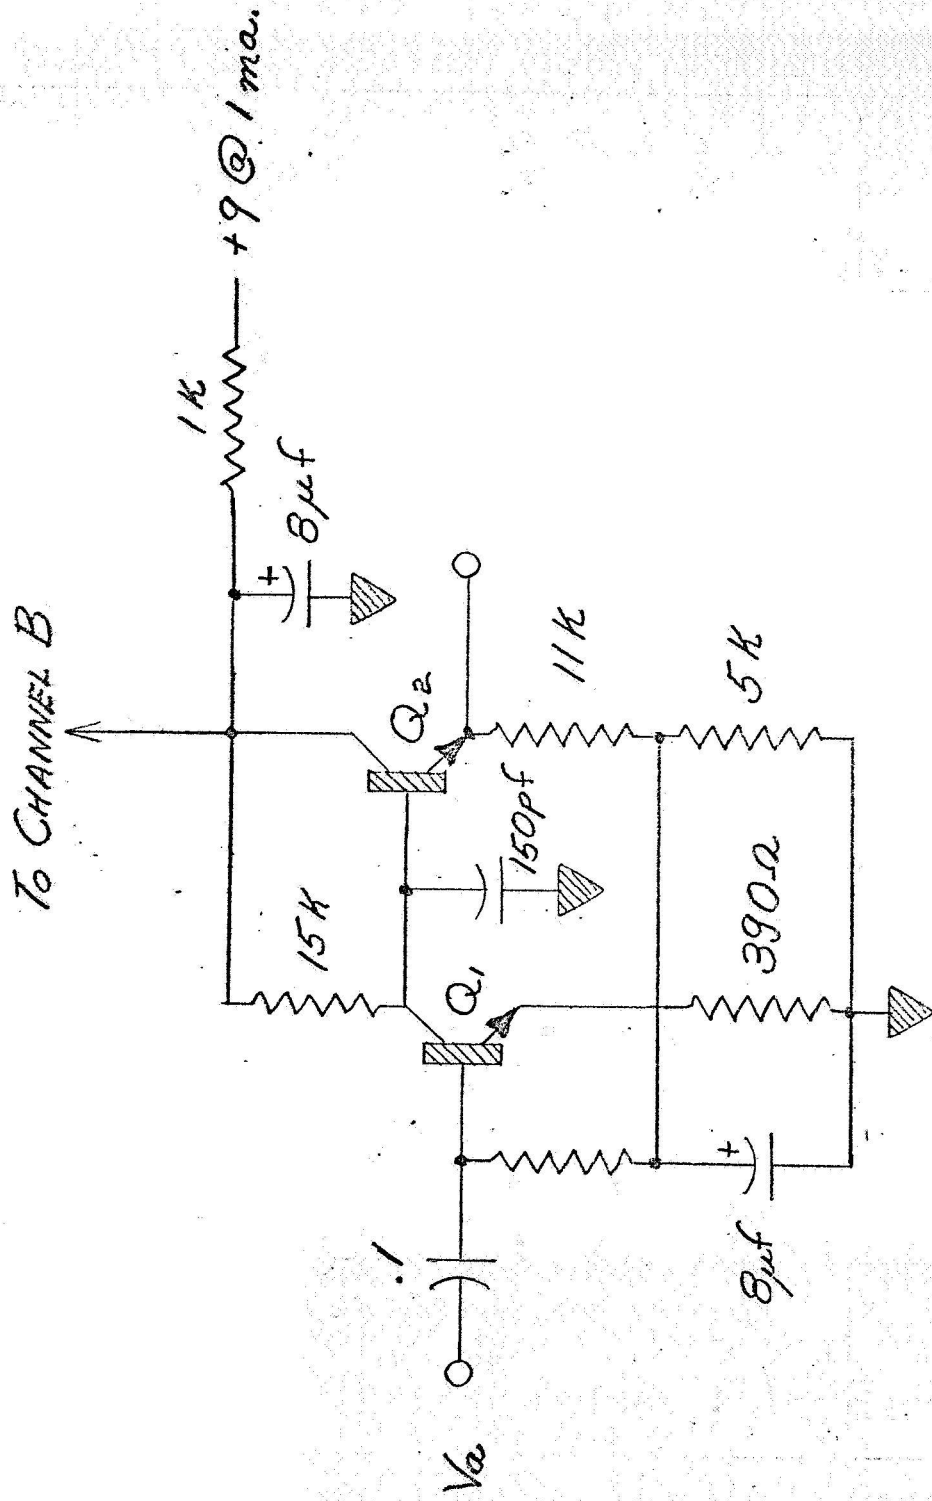 To CHANNEL B
1K
+9 @ 1 ma.
8µf
15K
Q2
Q1
150pf
.1
Va
11K
390Ω
5K
8µf